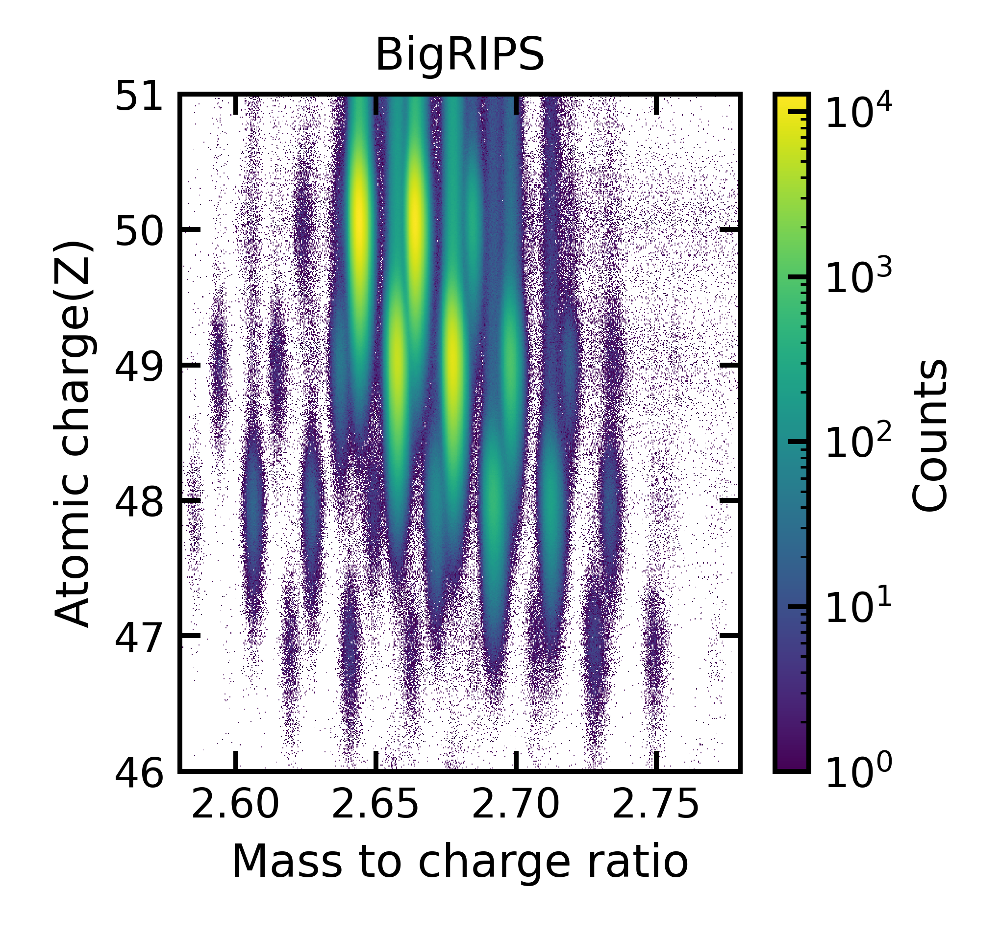 BigRIPS
51
50
49
48
47
46
Atomic charge(Z)
2.60 2.65 2.70 2.75
Mass to charge ratio
10⁴
10³
10²
10¹
10⁰
Counts